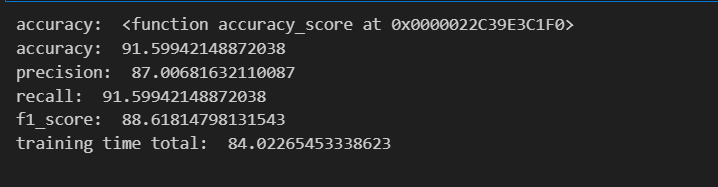 accuracy:  <function accuracy_score at 0x0000022C39E3C1F0>
accuracy:  91.59942148872038
precision:  87.00681632110087
recall:  91.59942148872038
f1_score:  88.61814798131543
training time total:  84.02265453338623